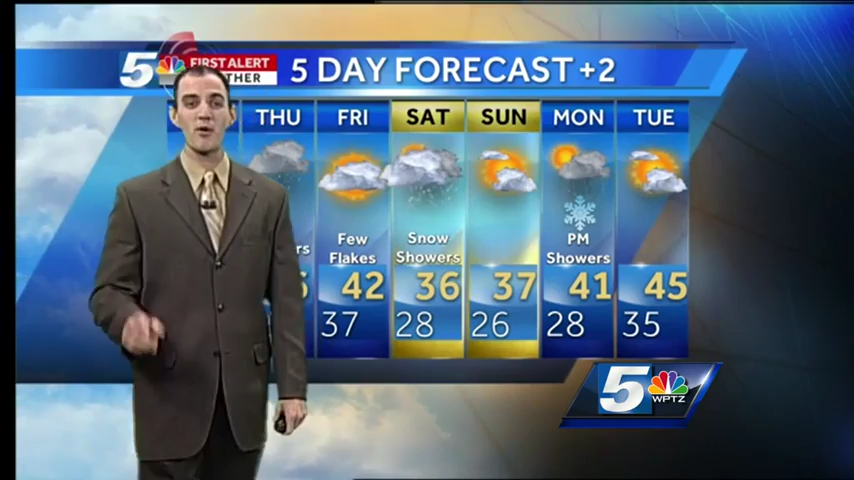 5 FIRST ALERT
5 DAY FORECAST +2
THU FRI SAT SUN MON TUE
Few
Flakes
Snow
Showers
PM
Showers
42 36 37 41 45
37 28 26 28 35
5
WPTZ